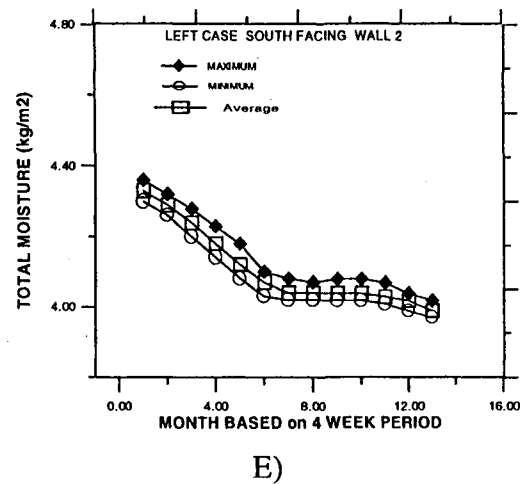 LEFT CASE SOUTH FACING WALL 2
MAXIMUM
MINIMUM
Average
TOTAL MOISTURE (kg/m2)
4.80
4.40
4.00
0.00 4.00 8.00 12.00 16.00
MONTH BASED on 4 WEEK PERIOD
E)